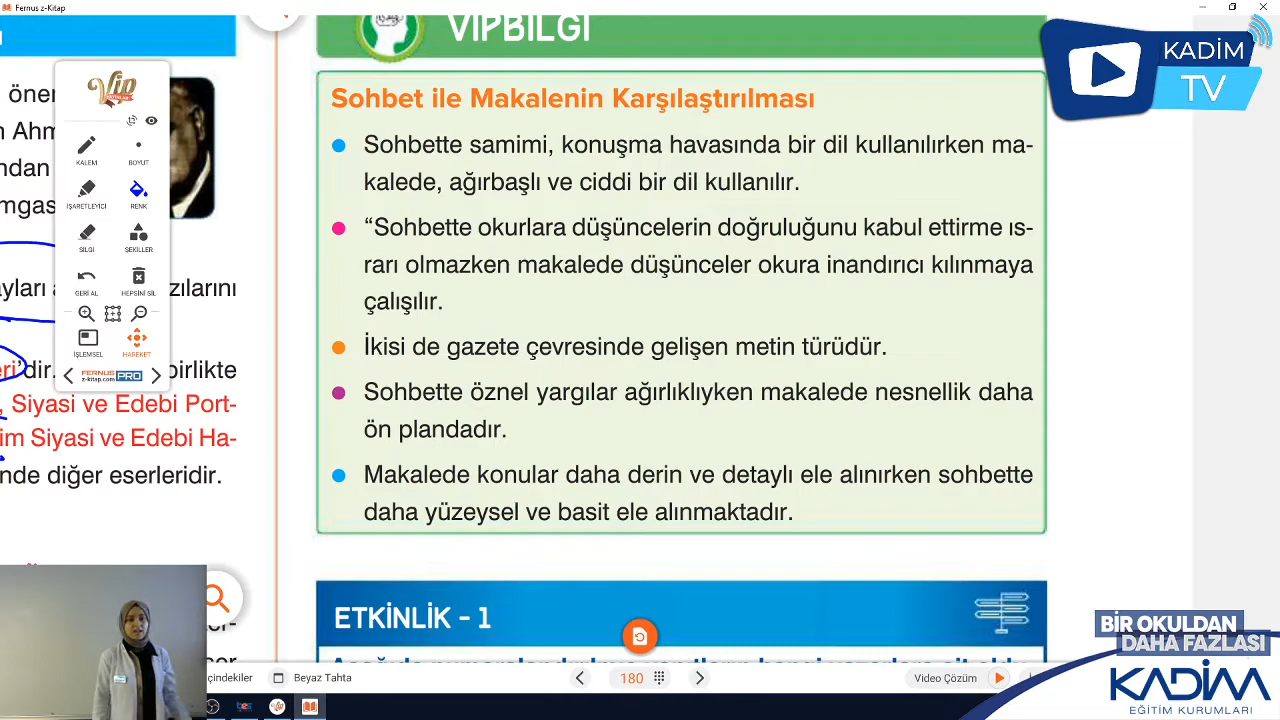 Fernus z-Kitap
VIPBILGI
KADİM
TV
Vip
YAYINLARI
KALEM
BOYUT
İŞARETLEYİCİ
RENK
SİLGİ
ŞEKİLLER
GERİ AL
HEPSİNİ SİL
İŞLEMSEL
HAREKET
FERNUS
z-kitap.com PRO
öner
n Ahm
ndan
mgas
yları
zılarını
eri'dir.
birlikte
, Siyasi ve Edebi Port-
im Siyasi ve Edebi Ha-
nde diğer eserleridir.
Sohbet ile Makalenin Karşılaştırılması
Sohbette samimi, konuşma havasında bir dil kullanılırken ma-
kalede, ağırbaşlı ve ciddi bir dil kullanılır.
“Sohbette okurlara düşüncelerin doğruluğunu kabul ettirme ıs-
rarı olmazken makalede düşünceler okura inandırıcı kılınmaya
çalışılır.
İkisi de gazete çevresinde gelişen metin türüdür.
Sohbette öznel yargılar ağırlıklıyken makalede nesnellik daha
ön plandadır.
Makalede konular daha derin ve detaylı ele alınırken sohbette
daha yüzeysel ve basit ele alınmaktadır.
ETKİNLİK - 1
çindekiler
Beyaz Tahta
180
Video Çözüm
BİR OKULDAN
DAHA FAZLASI
KADİM
EĞİTİM KURUMLARI